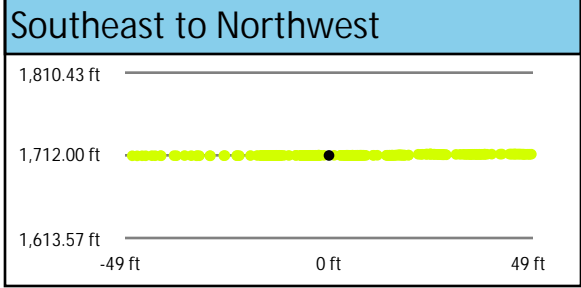 Southeast to Northwest
1,810.43 ft
1,712.00 ft
1,613.57 ft
-49 ft 0 ft 49 ft